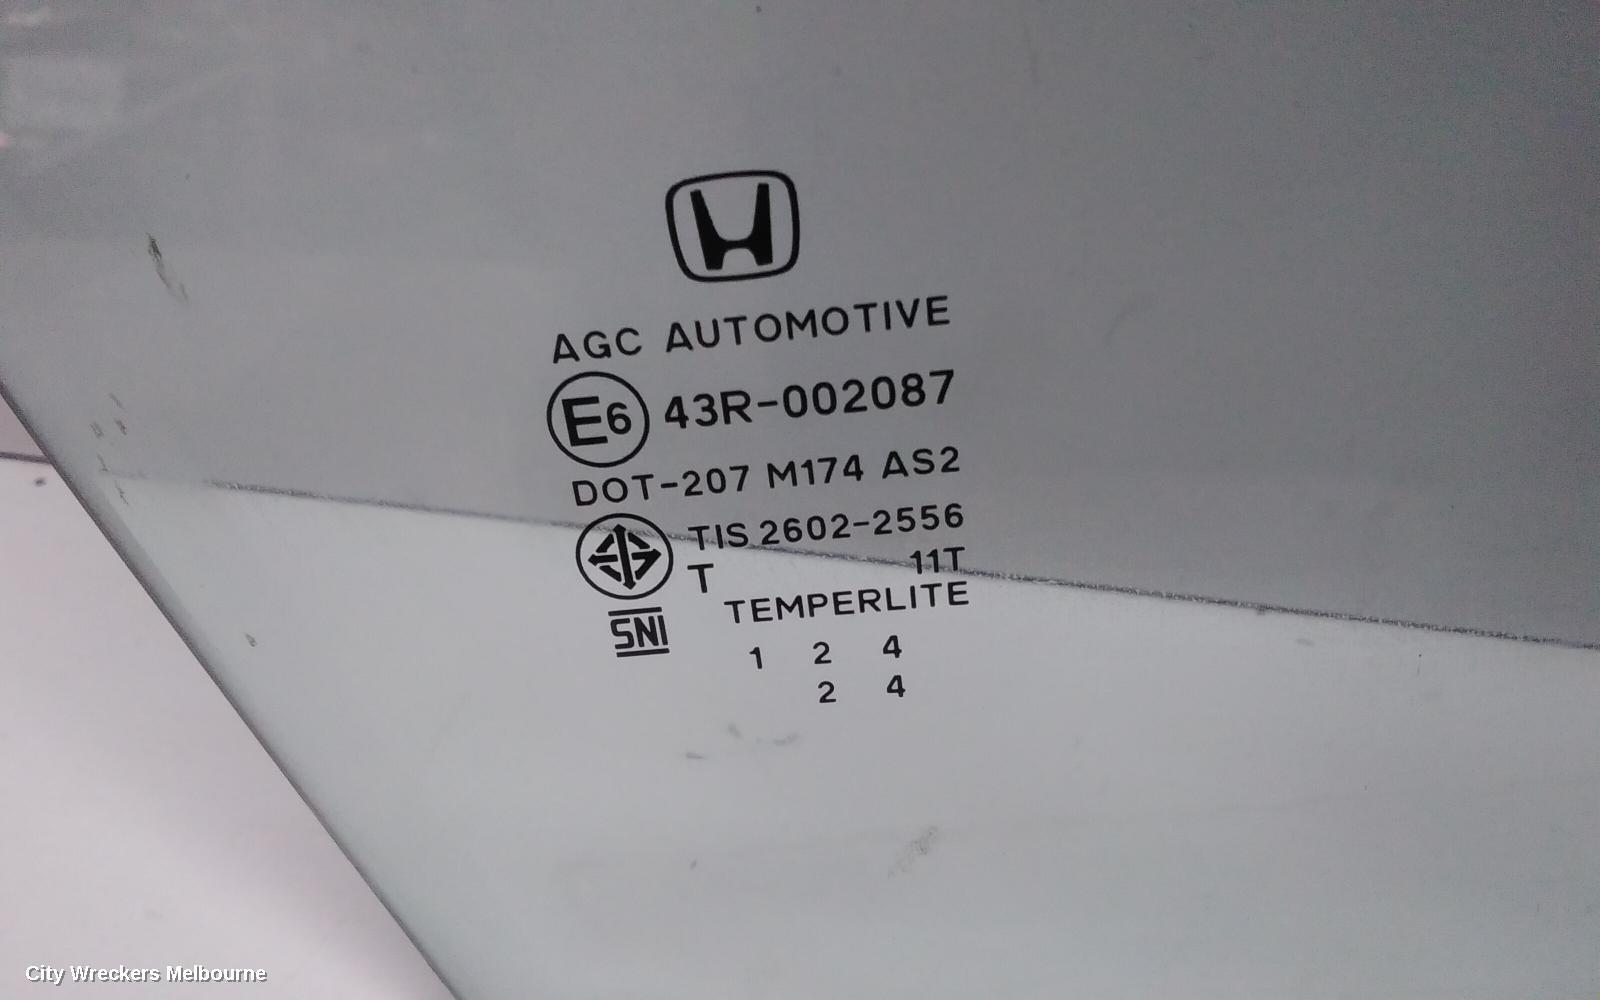 AGC AUTOMOTIVE
E6 43R-002087
DOT-207 M174 AS2
TIS 2602-2556
T 11T
TEMPERLITE
SNI
1 2 4
2 4
City Wreckers Melbourne